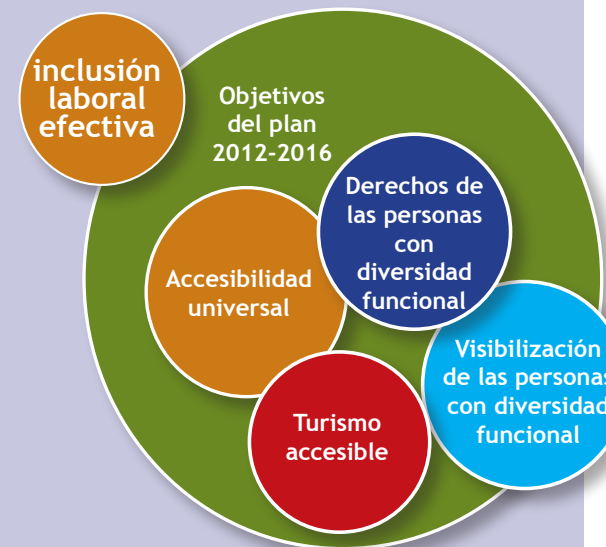 inclusión
laboral
efectiva
Objetivos
del plan
2012-2016
Derechos de
las personas
con
diversidad
funcional
Accesibilidad
universal
Visibilización
de las personas
con diversidad
funcional
Turismo
accesible